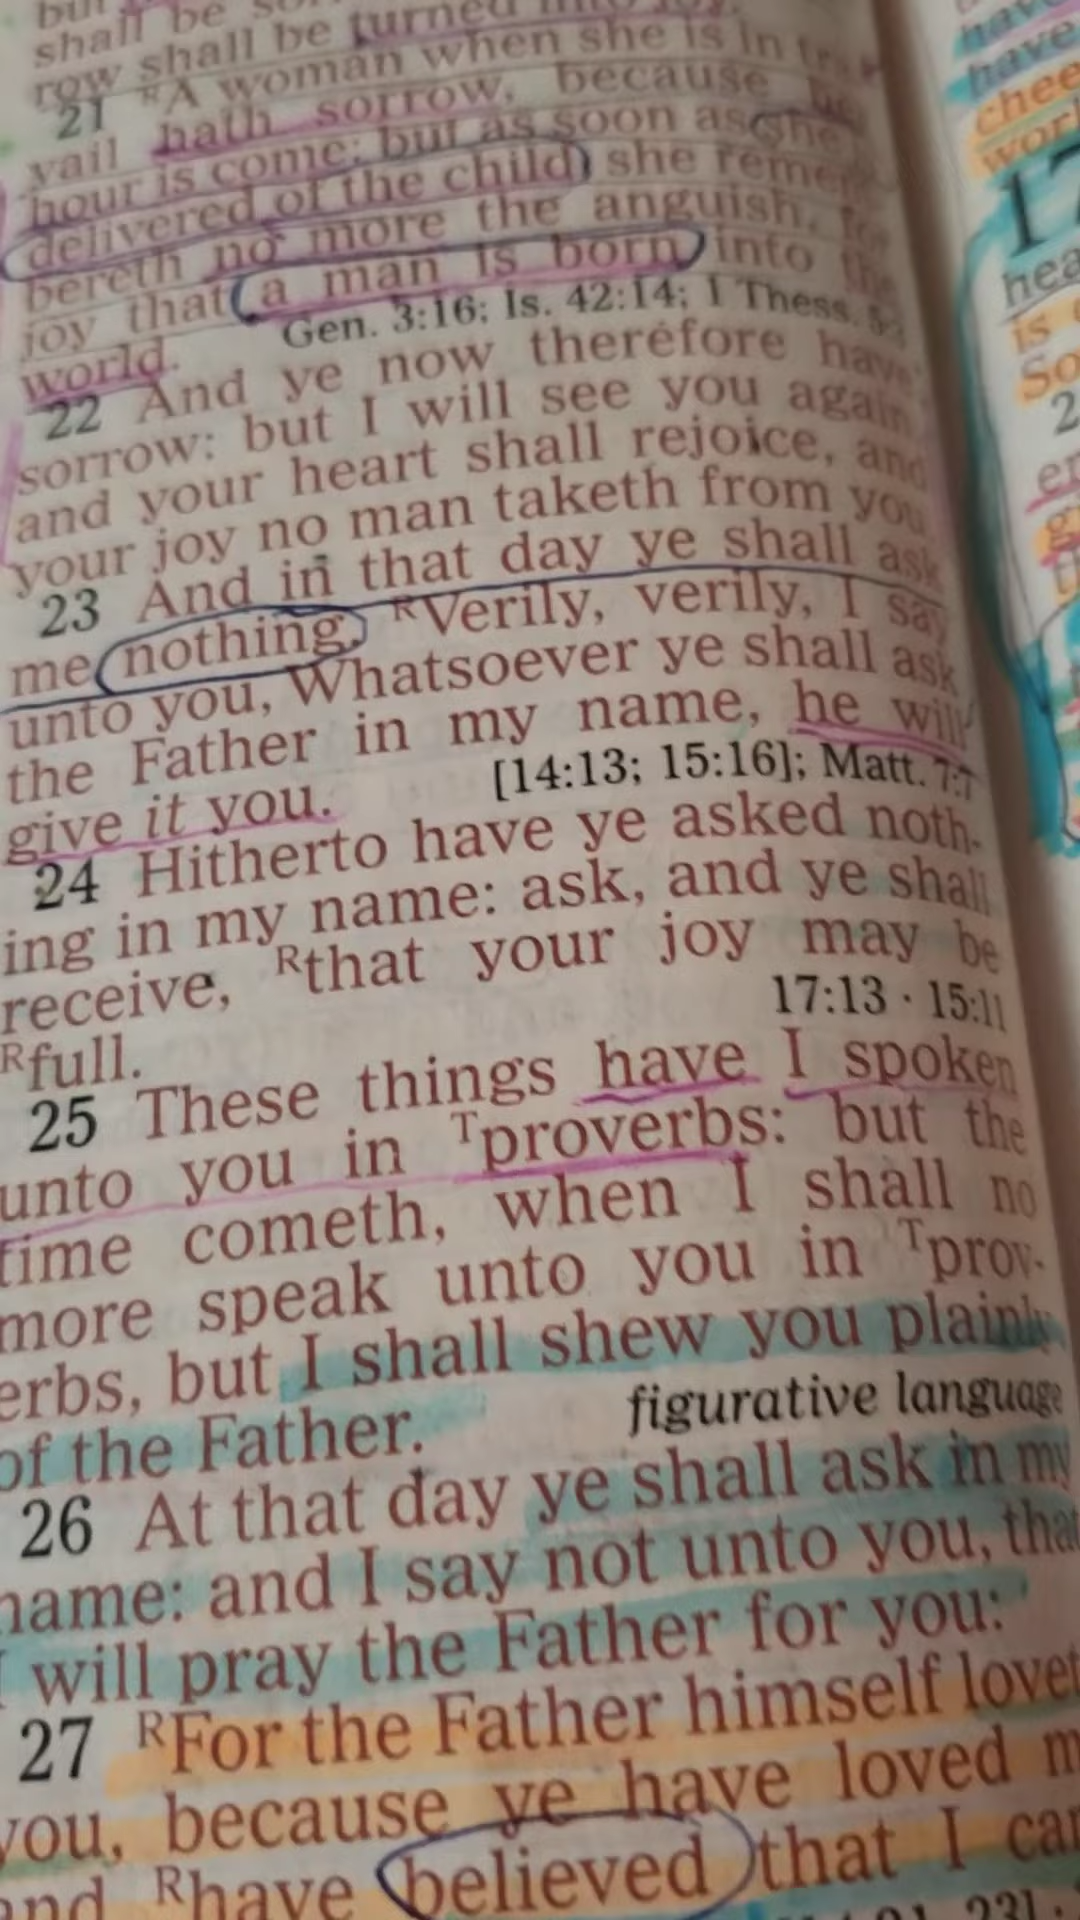 shall be
row shall be turned into joy.
21 ᴿA woman when she is in
vail hath sorrow, because
hour is come: but as soon as she
delivered of the child, she remem
bereth no more the anguish, for
joy that a man is born into the
world. Gen. 3:16; Is. 42:14; 1 Thess.
22 And ye now therefore have
sorrow: but I will see you again
and your heart shall rejoice, and
your joy no man taketh from you
23 And in that day ye shall ask
me nothing. ᴿVerily, verily, I say
unto you, Whatsoever ye shall ask
the Father in my name, he will
give it you. [14:13; 15:16]; Matt. 7:7
24 Hitherto have ye asked noth-
ing in my name: ask, and ye shall
receive, ᴿthat your joy may be
ᴿfull. 17:13 · 15:11
25 These things have I spoken
unto you in ᵀproverbs: but the
time cometh, when I shall no
more speak unto you in ᵀprov-
erbs, but I shall shew you plainly
of the Father. figurative language
26 At that day ye shall ask in my
name: and I say not unto you, that
I will pray the Father for you:
27 ᴿFor the Father himself lovet
you, because ye have loved m
and ᴿhave believed that I
have
have
chee
worl
17
hea
is
So
2